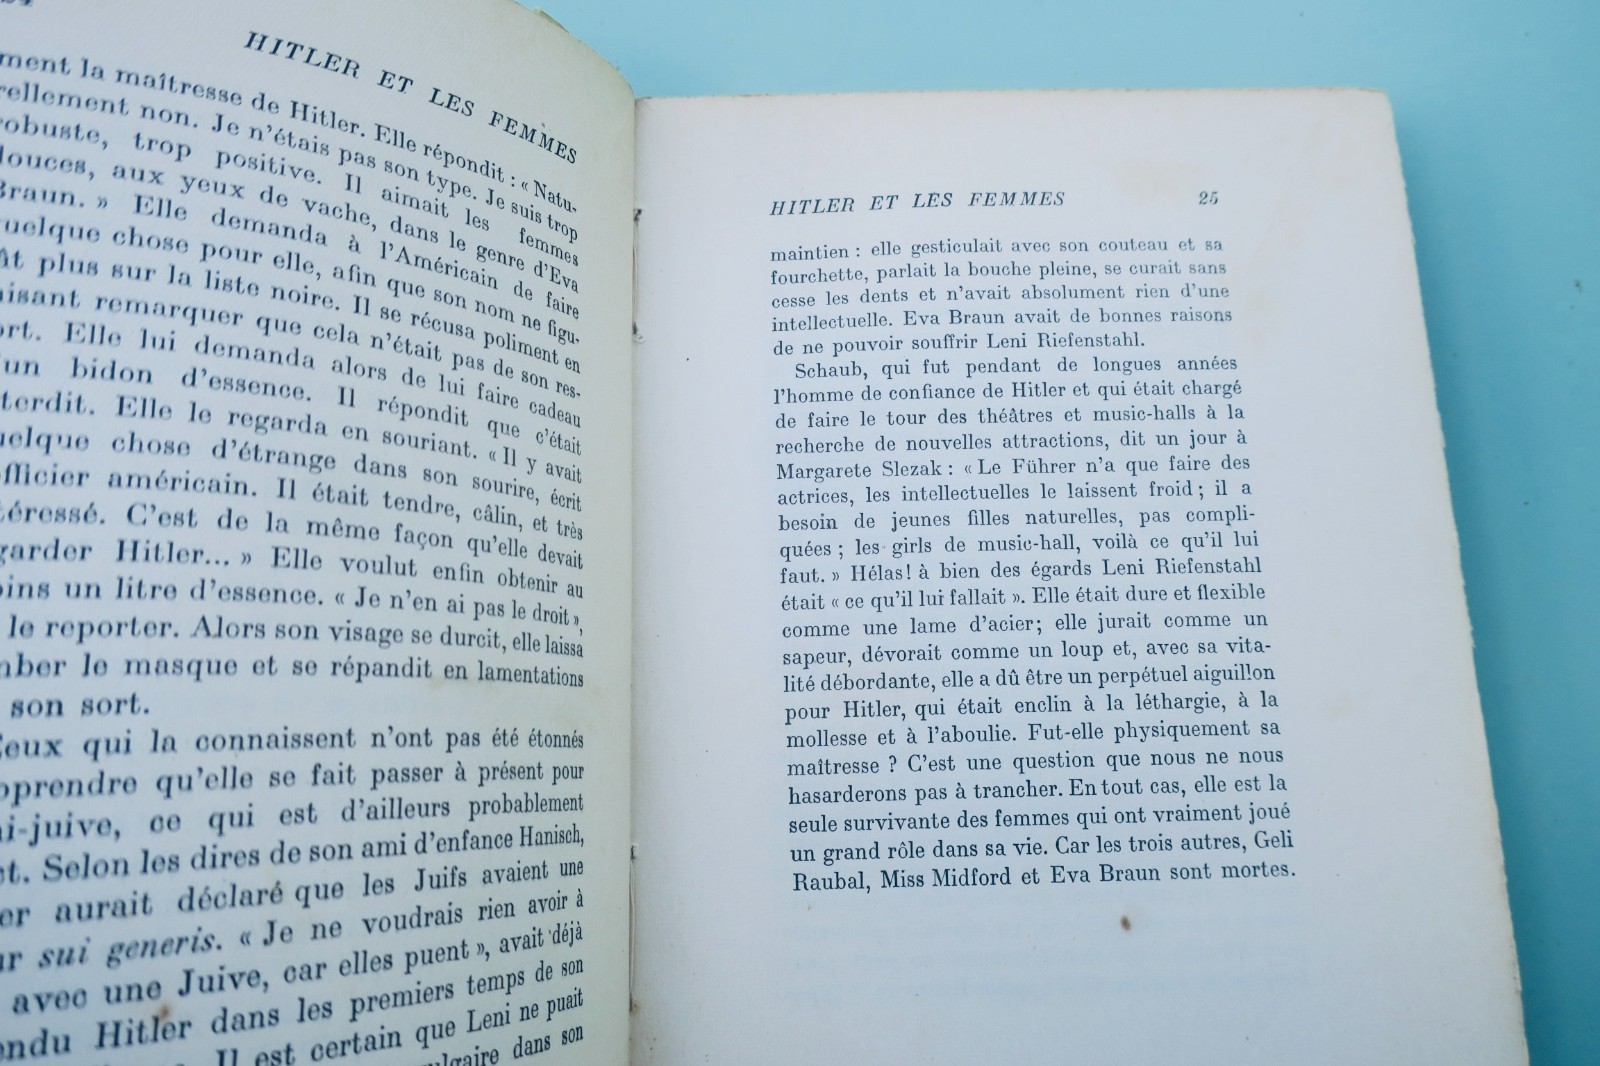 HITLER ET LES FEMMES
la maîtresse de Hitler. Elle répondit : « Natu-
non. Je n'étais pas son type. Je suis trop
robuste, trop positive. Il aimait les femmes
douces, aux yeux de vache, dans le genre d'Eva
Braun. » Elle demanda à l'Américain de faire
quelque chose pour elle, afin que son nom ne figu-
plus sur la liste noire. Il se récusa poliment en
remarquer que cela n'était pas de son res-
Elle lui demanda alors de lui faire cadeau
bidon d'essence. Il répondit que c'était
Elle le regarda en souriant. « Il y avait
quelque chose d'étrange dans son sourire, écrit
américain. Il était tendre, câlin, et très
C'est de la même façon qu'elle devait
Hitler... » Elle voulut enfin obtenir au
un litre d'essence. « Je n'en ai pas le droit »,
le reporter. Alors son visage se durcit, elle laissa
le masque et se répandit en lamentations
son sort.
Ceux qui la connaissent n'ont pas été étonnés
qu'elle se fait passer à présent pour
ce qui est d'ailleurs probablement
Selon les dires de son ami d'enfance Hanisch,
aurait déclaré que les Juifs avaient une
sui generis. « Je ne voudrais rien avoir à
avec une Juive, car elles puent », avait déjà
Hitler dans les premiers temps de son
Il est certain que Leni ne puait
dans son
HITLER ET LES FEMMES 25
maintien : elle gesticulait avec son couteau et sa
fourchette, parlait la bouche pleine, se curait sans
cesse les dents et n'avait absolument rien d'une
intellectuelle. Eva Braun avait de bonnes raisons
de ne pouvoir souffrir Leni Riefenstahl.
Schaub, qui fut pendant de longues années
l'homme de confiance de Hitler et qui était chargé
de faire le tour des théâtres et music-halls à la
recherche de nouvelles attractions, dit un jour à
Margarete Slezak : « Le Führer n'a que faire des
actrices, les intellectuelles le laissent froid ; il a
besoin de jeunes filles naturelles, pas compli-
quées ; les girls de music-hall, voilà ce qu'il lui
faut. » Hélas! à bien des égards Leni Riefenstahl
était « ce qu'il lui fallait ». Elle était dure et flexible
comme une lame d'acier; elle jurait comme un
sapeur, dévorait comme un loup et, avec sa vita-
lité débordante, elle a dû être un perpétuel aiguillon
pour Hitler, qui était enclin à la léthargie, à la
mollesse et à l'aboulie. Fut-elle physiquement sa
maîtresse ? C'est une question que nous ne nous
hasarderons pas à trancher. En tout cas, elle est la
seule survivante des femmes qui ont vraiment joué
un grand rôle dans sa vie. Car les trois autres, Geli
Raubal, Miss Midford et Eva Braun sont mortes.